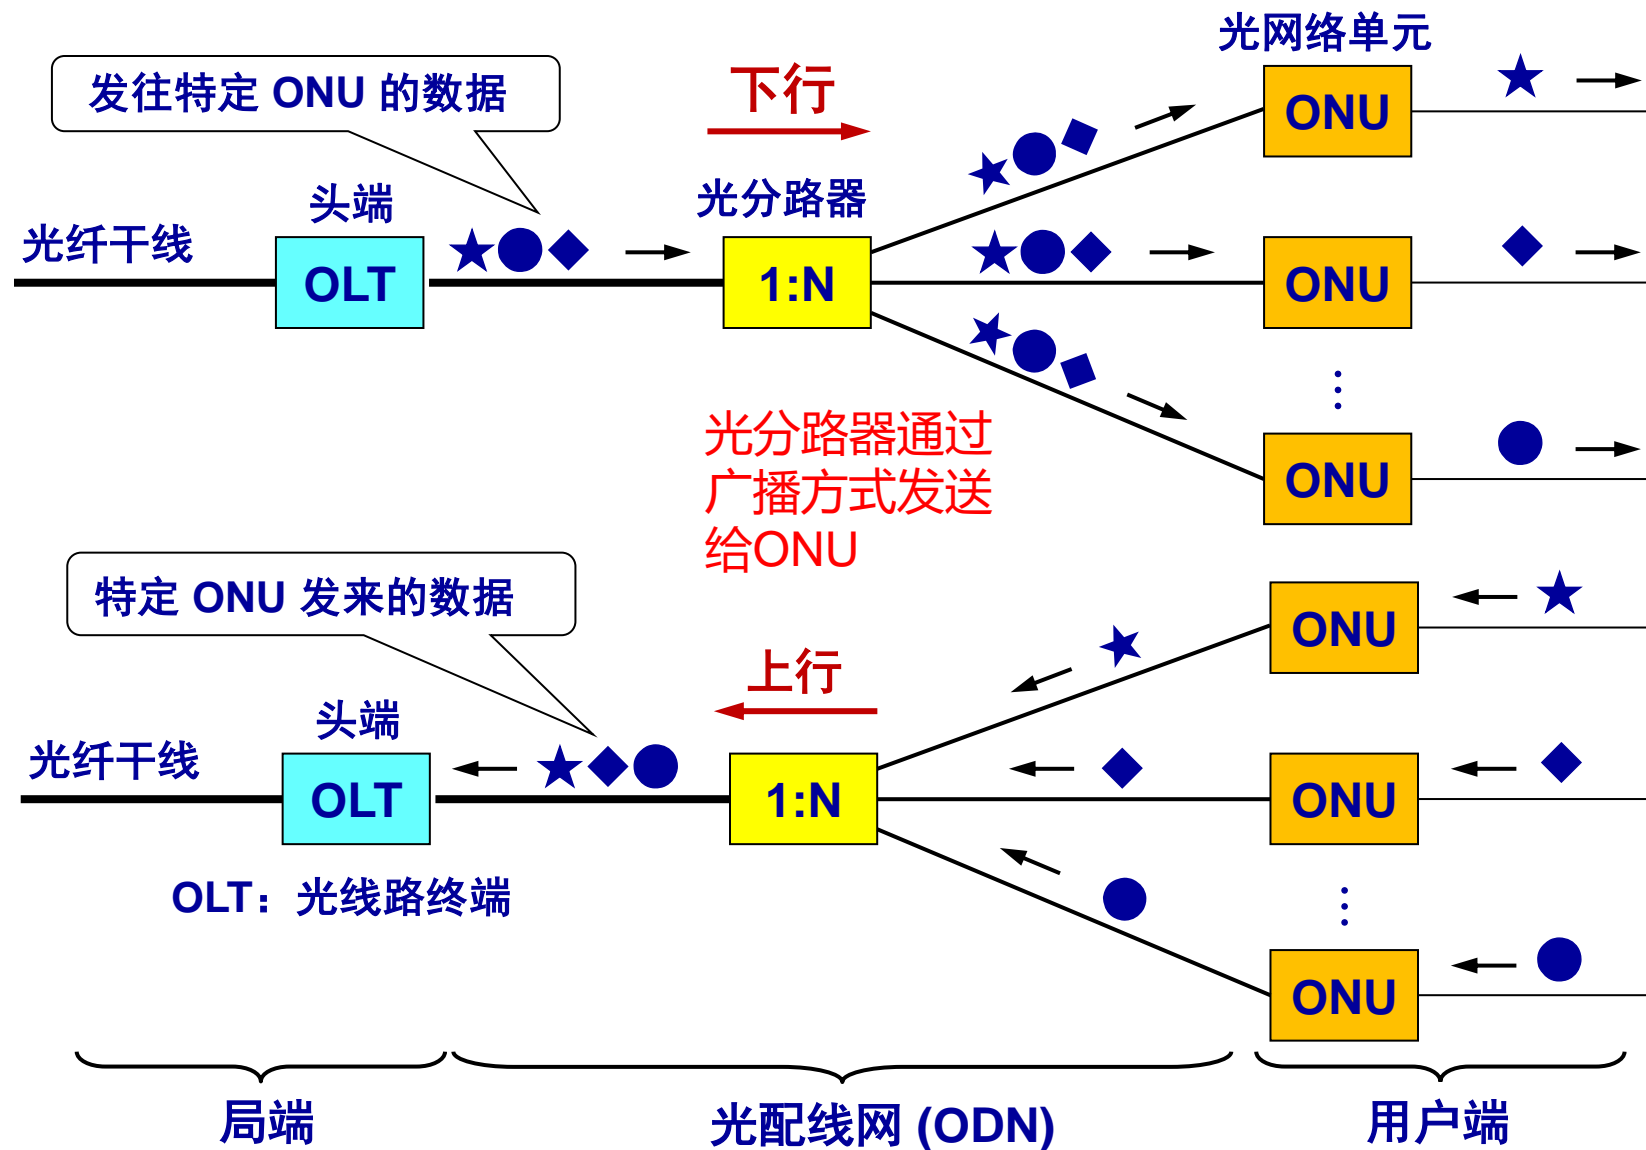 光网络单元
发往特定 ONU 的数据
下行
ONU
头端
光分路器
光纤干线
OLT
1:N
ONU
光分路器通过
广播方式发送
给ONU
ONU
特定 ONU 发来的数据
上行
ONU
头端
光纤干线
OLT
1:N
ONU
OLT：光线路终端
ONU
局端
光配线网 (ODN)
用户端